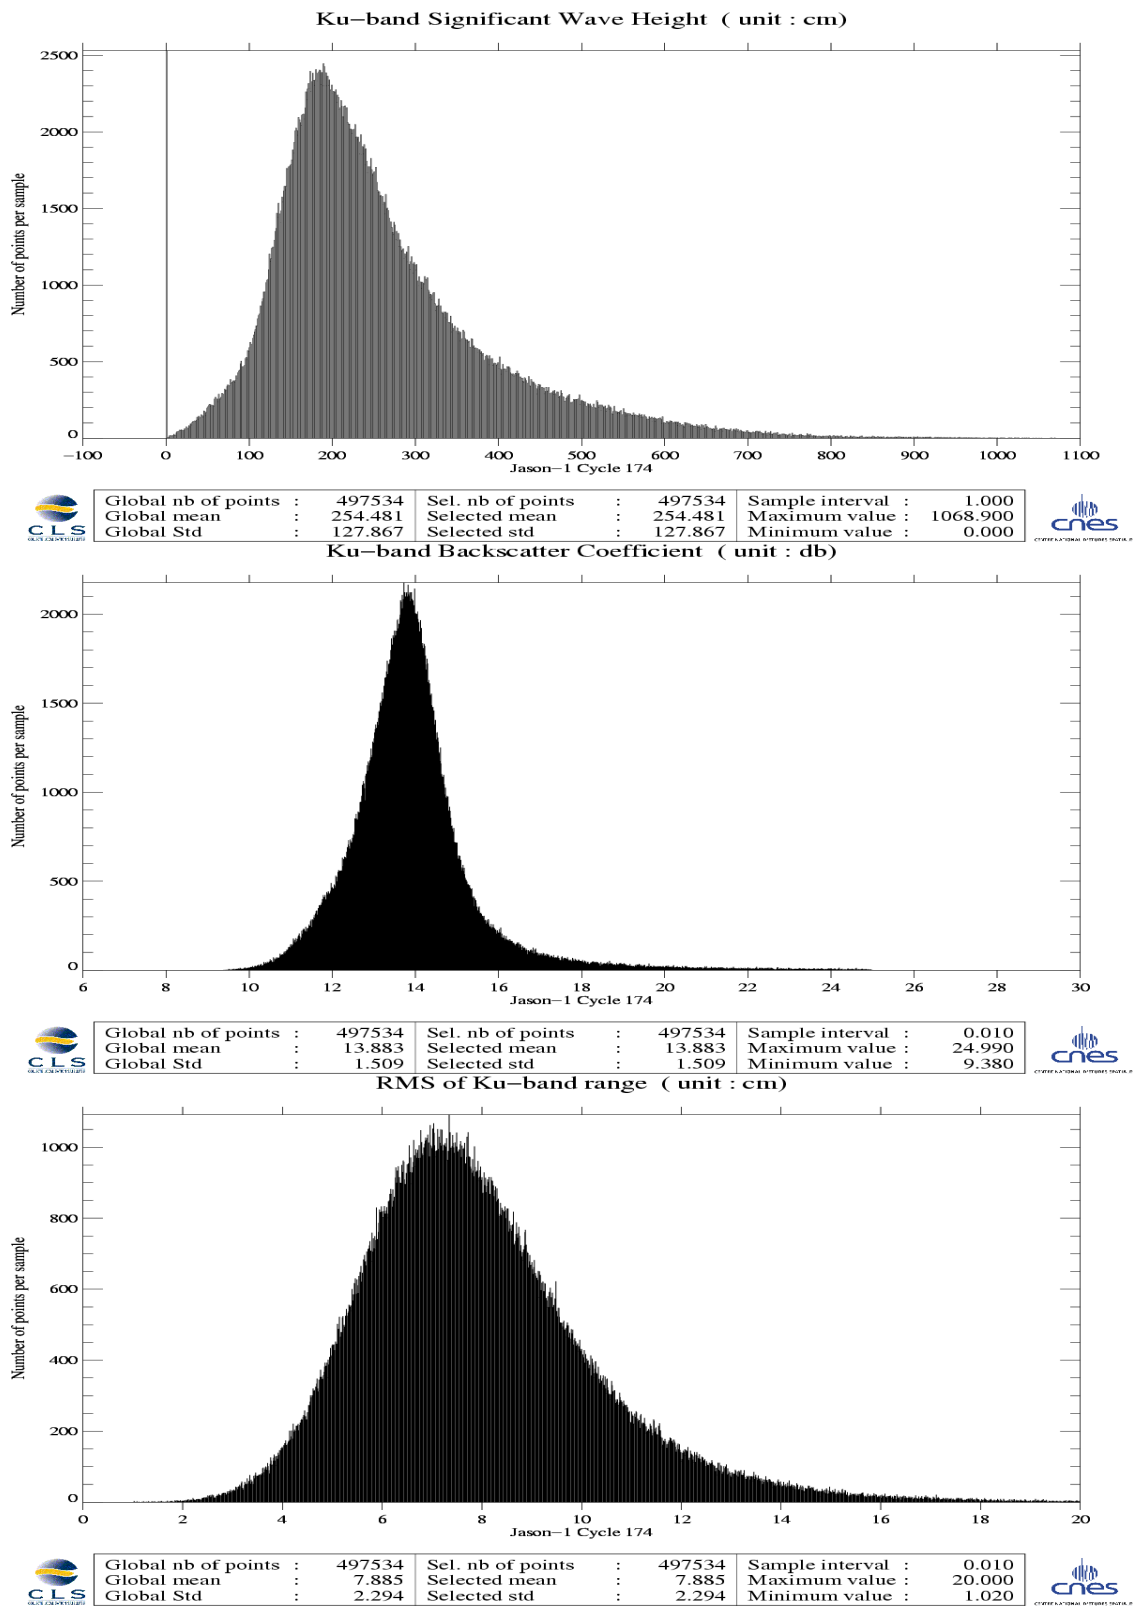 Ku−band Significant Wave Height ( unit : cm)
Number of points per sample
2500
2000
1500
1000
500
0
−100 0 100 200 300 400 500 600 700 800 900 1000 1100
Jason−1 Cycle 174
CLS
cnes
Global nb of points : 497534 Sel. nb of points : 497534 Sample interval : 1.000
Global mean : 254.481 Selected mean : 254.481 Maximum value : 1068.900
Global Std : 127.867 Selected std : 127.867 Minimum value : 0.000
Ku−band Backscatter Coefficient ( unit : db)
Number of points per sample
2000
1500
1000
500
0
6 8 10 12 14 16 18 20 22 24 26 28 30
Jason−1 Cycle 174
CLS
cnes
Global nb of points : 497534 Sel. nb of points : 497534 Sample interval : 0.010
Global mean : 13.883 Selected mean : 13.883 Maximum value : 24.990
Global Std : 1.509 Selected std : 1.509 Minimum value : 9.380
RMS of Ku−band range ( unit : cm)
Number of points per sample
1000
800
600
400
200
0
0 2 4 6 8 10 12 14 16 18 20
Jason−1 Cycle 174
CLS
cnes
Global nb of points : 497534 Sel. nb of points : 497534 Sample interval : 0.010
Global mean : 7.885 Selected mean : 7.885 Maximum value : 20.000
Global Std : 2.294 Selected std : 2.294 Minimum value : 1.020